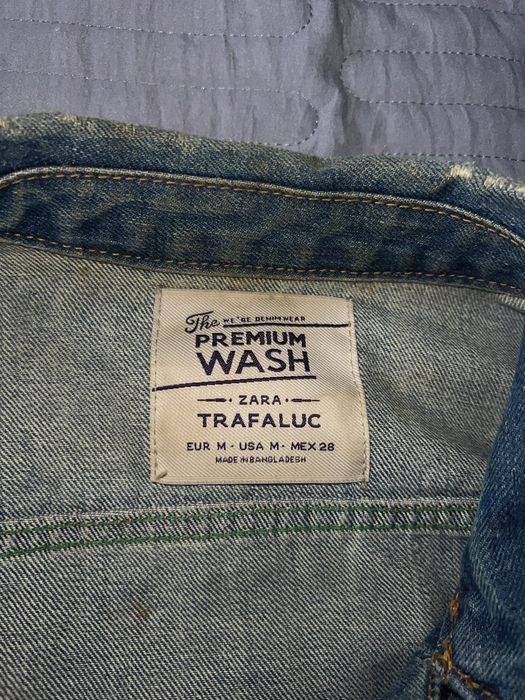 The WE'RE DENIMWEAR
PREMIUM
WASH
· ZARA ·
TRAFALUC
EUR M · USA M · MEX 28
MADE IN BANGLADESH